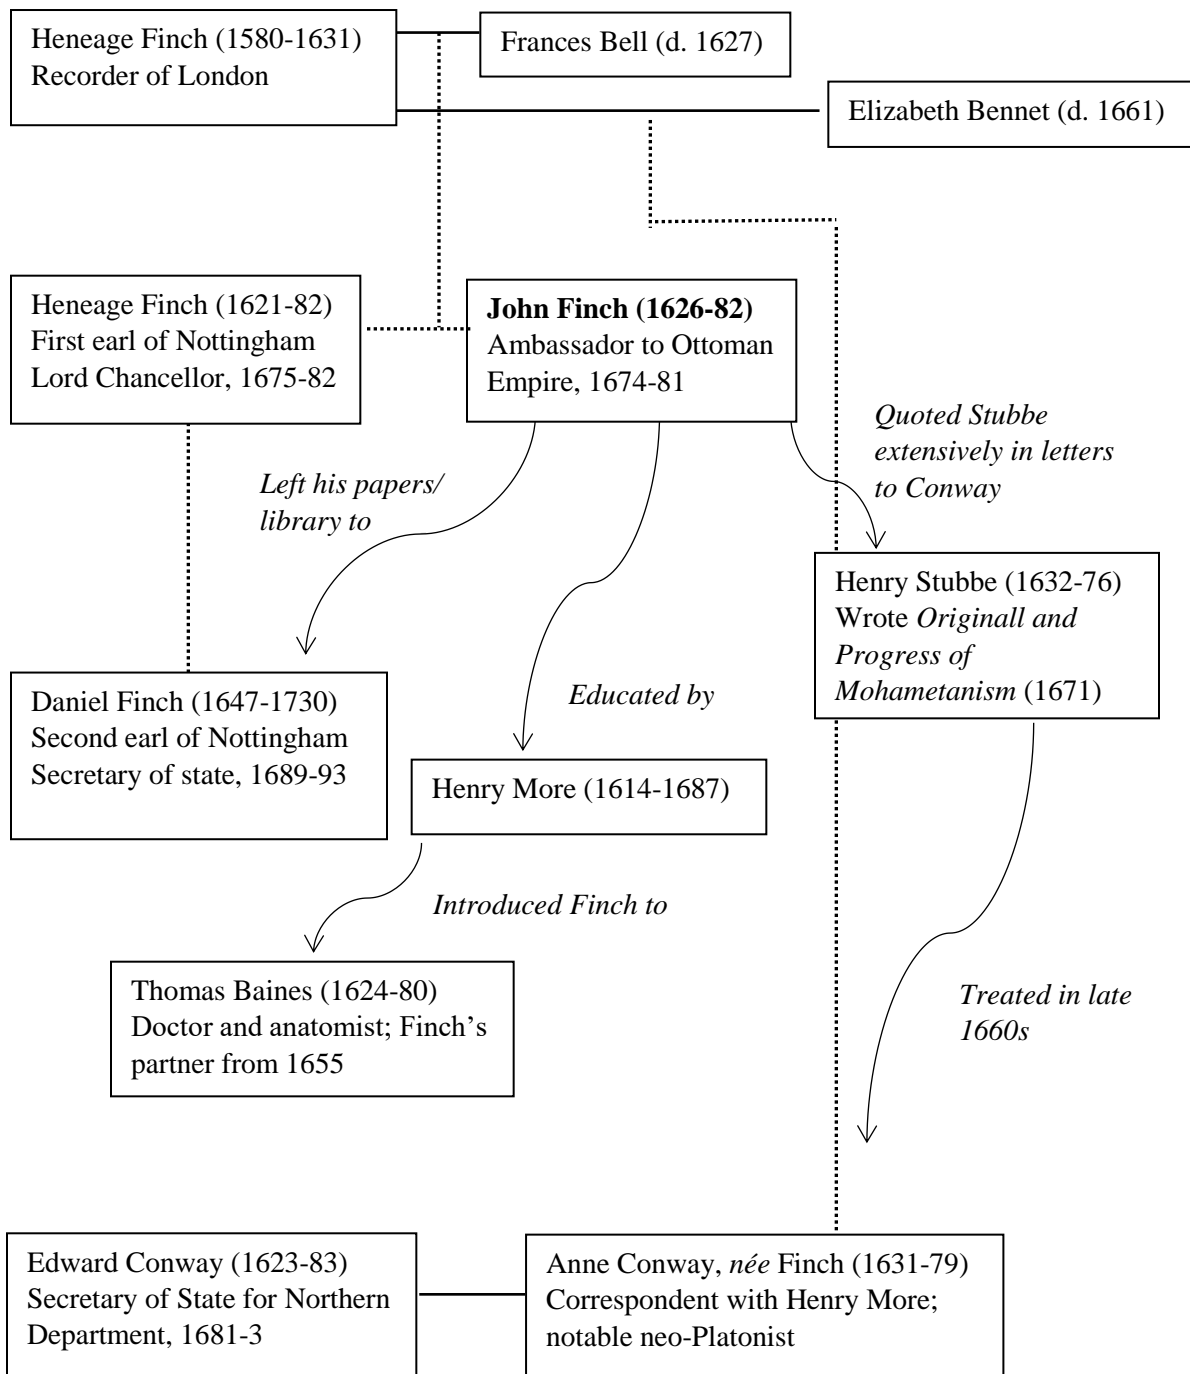 Heneage Finch (1580-1631)
Recorder of London
Frances Bell (d. 1627)
Elizabeth Bennet (d. 1661)
Heneage Finch (1621-82)
First earl of Nottingham
Lord Chancellor, 1675-82
John Finch (1626-82)
Ambassador to Ottoman
Empire, 1674-81
Quoted Stubbe
extensively in letters
to Conway
Left his papers/
library to
Henry Stubbe (1632-76)
Wrote Originall and
Progress of
Mohametanism (1671)
Daniel Finch (1647-1730)
Second earl of Nottingham
Secretary of state, 1689-93
Educated by
Henry More (1614-1687)
Introduced Finch to
Thomas Baines (1624-80)
Doctor and anatomist; Finch’s
partner from 1655
Treated in late
1660s
Edward Conway (1623-83)
Secretary of State for Northern
Department, 1681-3
Anne Conway, née Finch (1631-79)
Correspondent with Henry More;
notable neo-Platonist